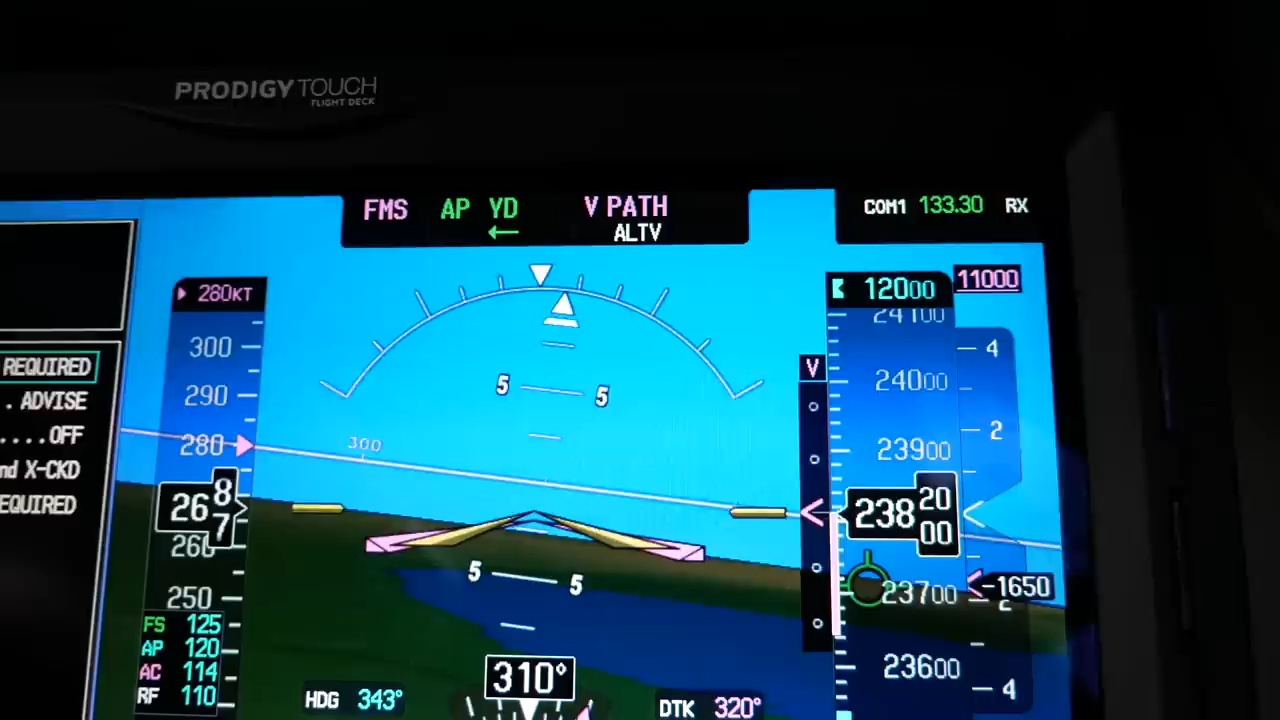 PRODIGY TOUCH
FLIGHT DECK
FMS AP YD V PATH
←
ALTV
COM1 133.30 RX
280KT
300
290
280
26 8 7
260
250
FS 125
AP 120
AC 114
RF 110
REQUIRED
. ADVISE
....OFF
nd X-CKD
EQUIRED
300
5 5
5 5
310°
HDG 343°
DTK 320°
12000
11000
24100
24000
23900
238 20 00
23700
23600
V
4
2
-1650
2
4